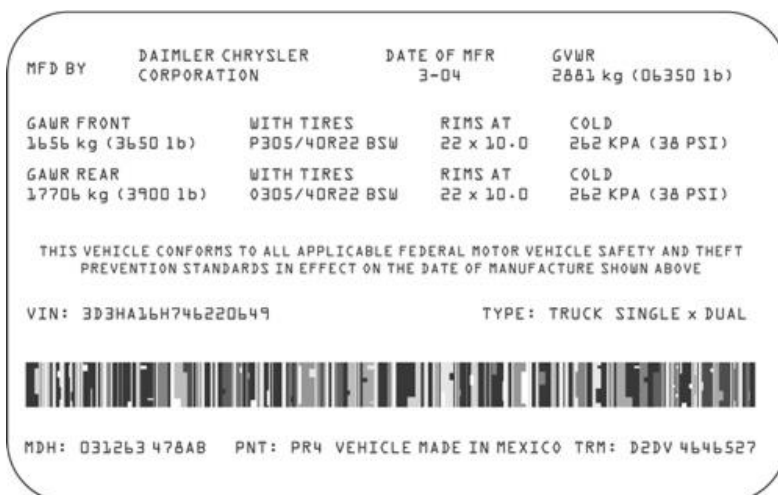 MFD BY DAIMLER CHRYSLER CORPORATION DATE OF MFR 3-04 GVWR 2881 kg (06350 lb)
GAWR FRONT WITH TIRES RIMS AT COLD
1656 kg (3650 lb) P305/40R22 BSW 22 x 10.0 262 KPA (38 PSI)
GAWR REAR WITH TIRES RIMS AT COLD
17706 kg (3900 lb) 0305/40R22 BSW 22 x 10.0 262 KPA (38 PSI)
THIS VEHICLE CONFORMS TO ALL APPLICABLE FEDERAL MOTOR VEHICLE SAFETY AND THEFT
PREVENTION STANDARDS IN EFFECT ON THE DATE OF MANUFACTURE SHOWN ABOVE
VIN: 3D3HA16H746220649 TYPE: TRUCK SINGLE x DUAL
MDH: 031263 478AB PNT: PR4 VEHICLE MADE IN MEXICO TRM: D2DV 4646527